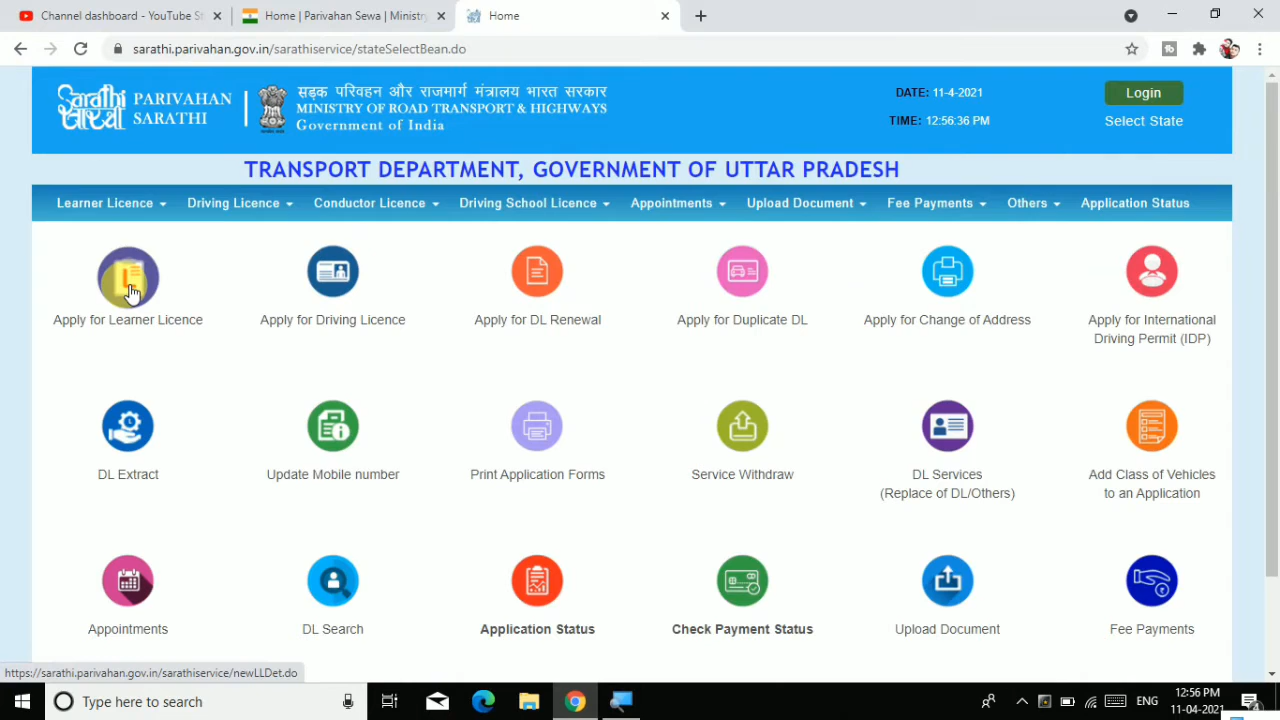 Channel dashboard - YouTube S
Home | Parivahan Sewa | Ministry
Home
sarathi.parivahan.gov.in/sarathiservice/stateSelectBean.do
सारथी
PARIVAHAN
SARATHI
सड़क परिवहन और राजमार्ग मंत्रालय भारत सरकार
MINISTRY OF ROAD TRANSPORT & HIGHWAYS
Government of India
DATE: 11-4-2021
TIME: 12:56:36 PM
Login
Select State
TRANSPORT DEPARTMENT, GOVERNMENT OF UTTAR PRADESH
Learner Licence Driving Licence Conductor Licence Driving School Licence Appointments Upload Document Fee Payments Others Application Status
Apply for Learner Licence
Apply for Driving Licence
Apply for DL Renewal
Apply for Duplicate DL
Apply for Change of Address
Apply for International
Driving Permit (IDP)
DL Extract
Update Mobile number
Print Application Forms
Service Withdraw
DL Services
(Replace of DL/Others)
Add Class of Vehicles
to an Application
Appointments
DL Search
Application Status
Check Payment Status
Upload Document
Fee Payments
https://sarathi.parivahan.gov.in/sarathiservice/newLLDet.do
Type here to search
ENG
12:56 PM
11-04-2021
4